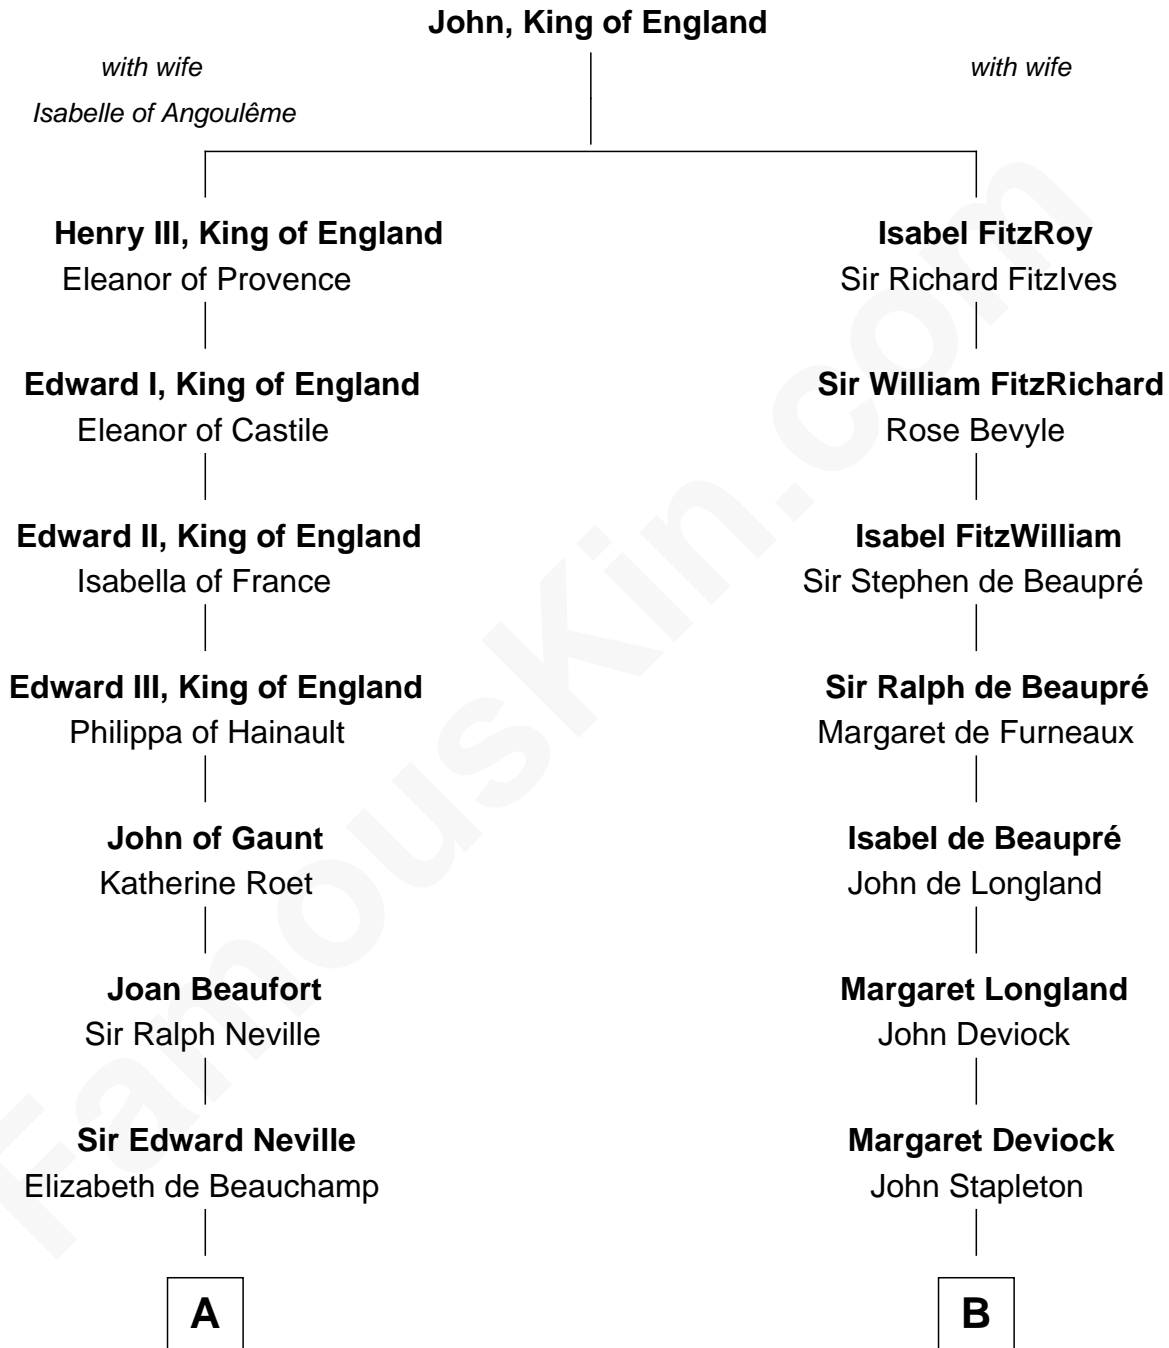 John, King of England
with wife
Isabelle of Angoulême
with wife
Henry III, King of England
Eleanor of Provence
Isabel FitzRoy
Sir Richard FitzIves
Edward I, King of England
Eleanor of Castile
Sir William FitzRichard
Rose Bevyle
Edward II, King of England
Isabella of France
Isabel FitzWilliam
Sir Stephen de Beaupré
Edward III, King of England
Philippa of Hainault
Sir Ralph de Beaupré
Margaret de Furneaux
John of Gaunt
Katherine Roet
Isabel de Beaupré
John de Longland
Joan Beaufort
Sir Ralph Neville
Margaret Longland
John Deviock
Sir Edward Neville
Elizabeth de Beauchamp
Margaret Deviock
John Stapleton
A
B
FamousKin.com